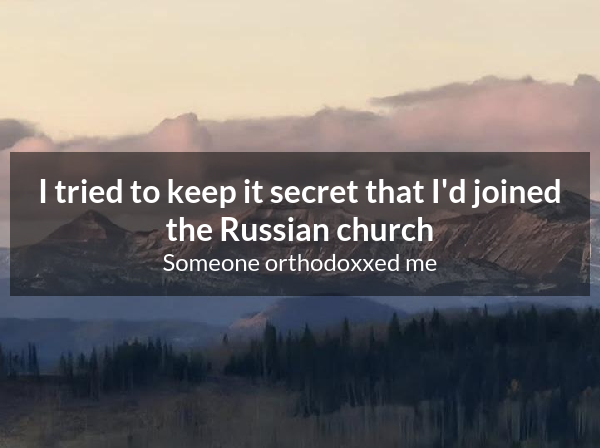 I tried to keep it secret that I'd joined
the Russian church
Someone orthodoxxed me